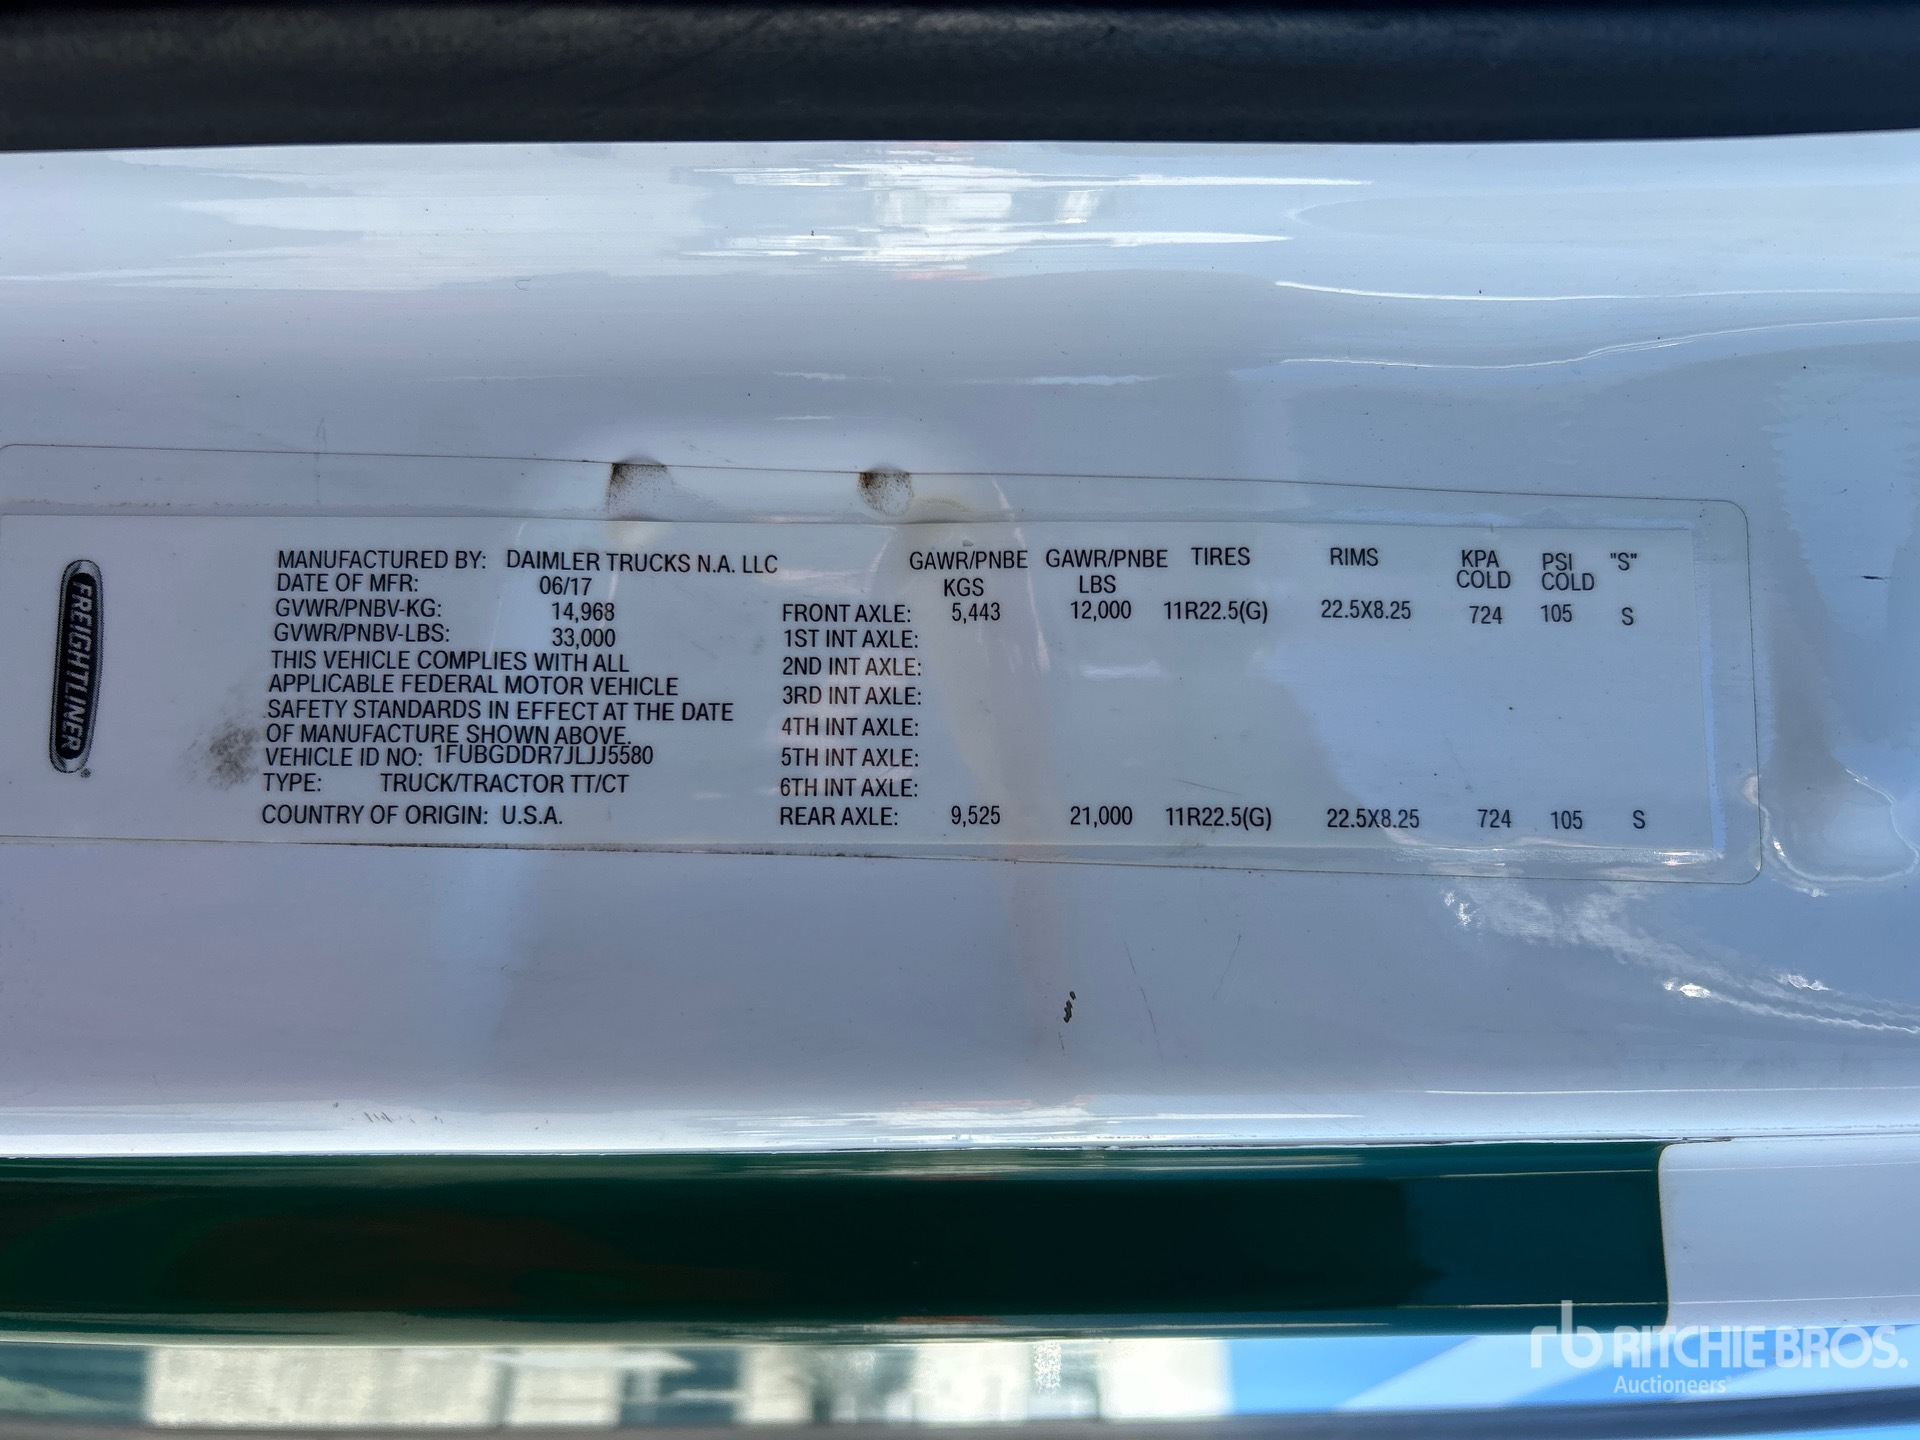 FREIGHTLINER
MANUFACTURED BY: DAIMLER TRUCKS N.A. LLC
DATE OF MFR: 06/17
GVWR/PNBV-KG: 14,968
GVWR/PNBV-LBS: 33,000
THIS VEHICLE COMPLIES WITH ALL
APPLICABLE FEDERAL MOTOR VEHICLE
SAFETY STANDARDS IN EFFECT AT THE DATE
OF MANUFACTURE SHOWN ABOVE.
VEHICLE ID NO: 1FUBGDDR7JLJJ5580
TYPE: TRUCK/TRACTOR TT/CT
COUNTRY OF ORIGIN: U.S.A.
GAWR/PNBE KGS GAWR/PNBE LBS TIRES RIMS KPA COLD PSI COLD "S"
FRONT AXLE: 5,443 12,000 11R22.5(G) 22.5X8.25 724 105 S
1ST INT AXLE:
2ND INT AXLE:
3RD INT AXLE:
4TH INT AXLE:
5TH INT AXLE:
6TH INT AXLE:
REAR AXLE: 9,525 21,000 11R22.5(G) 22.5X8.25 724 105 S
rb RITCHIE BROS.
Auctioneers